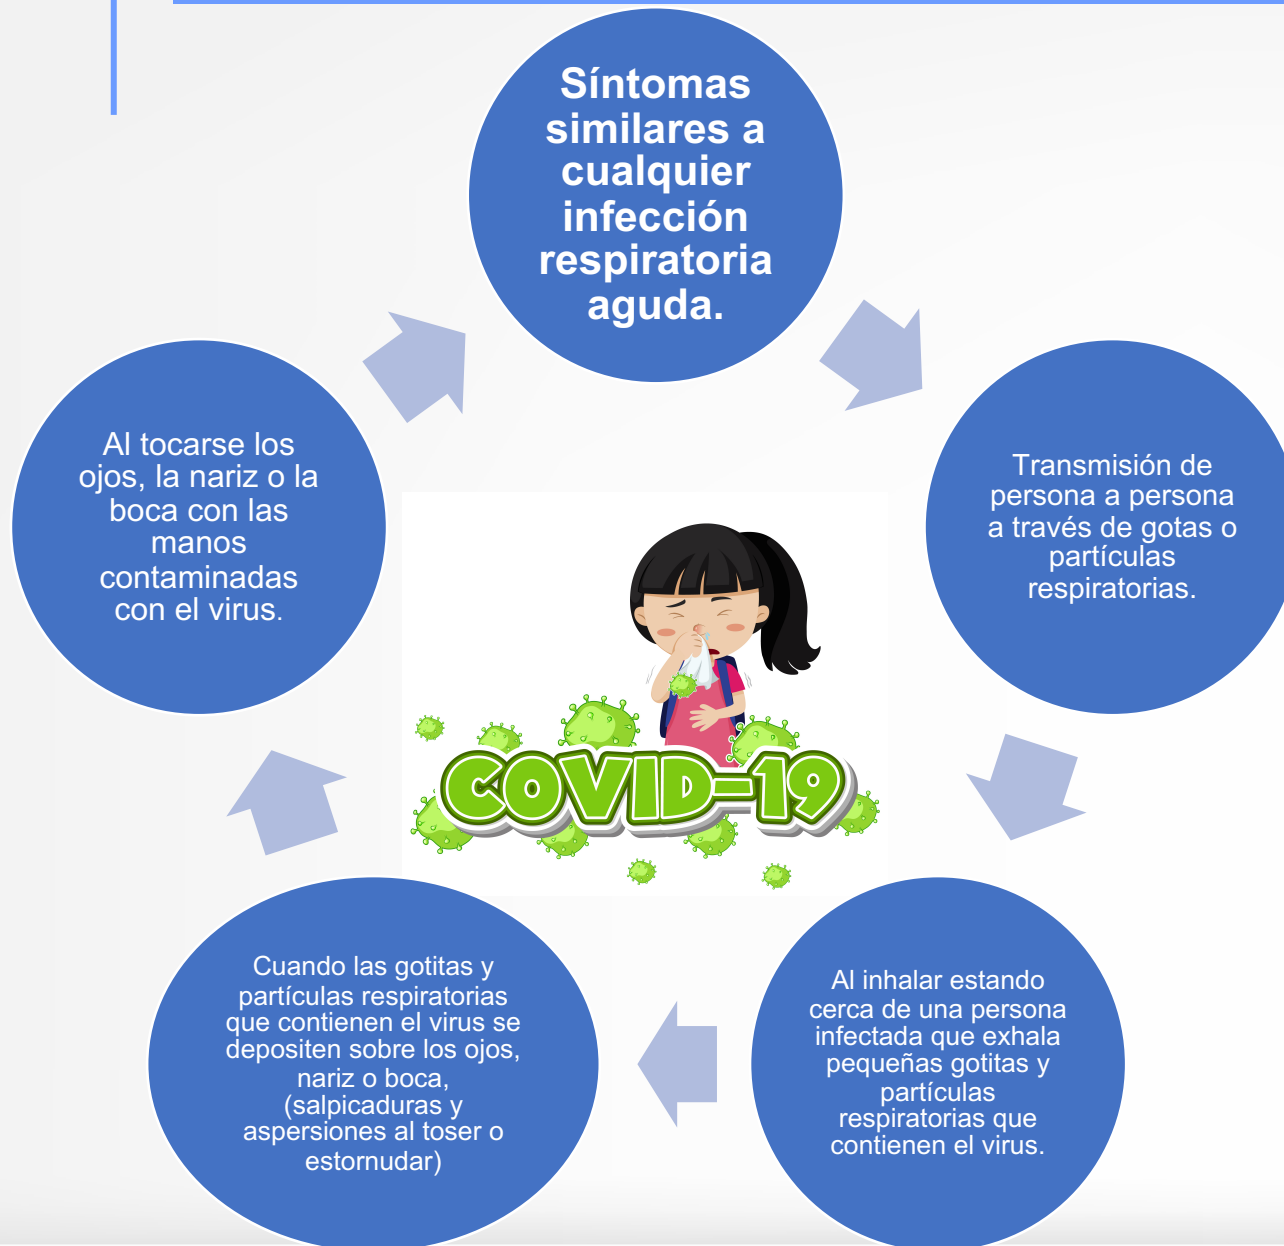 Síntomas
similares a
cualquier
infección
respiratoria
aguda.
Transmisión de
persona a persona
a través de gotas o
partículas
respiratorias.
Al inhalar estando
cerca de una persona
infectada que exhala
pequeñas gotitas y
partículas
respiratorias que
contienen el virus.
Cuando las gotitas y
partículas respiratorias
que contienen el virus se
depositen sobre los ojos,
nariz o boca,
(salpicaduras y
aspersiones al toser o
estornudar)
Al tocarse los
ojos, la nariz o la
boca con las
manos
contaminadas
con el virus.
COVID-19